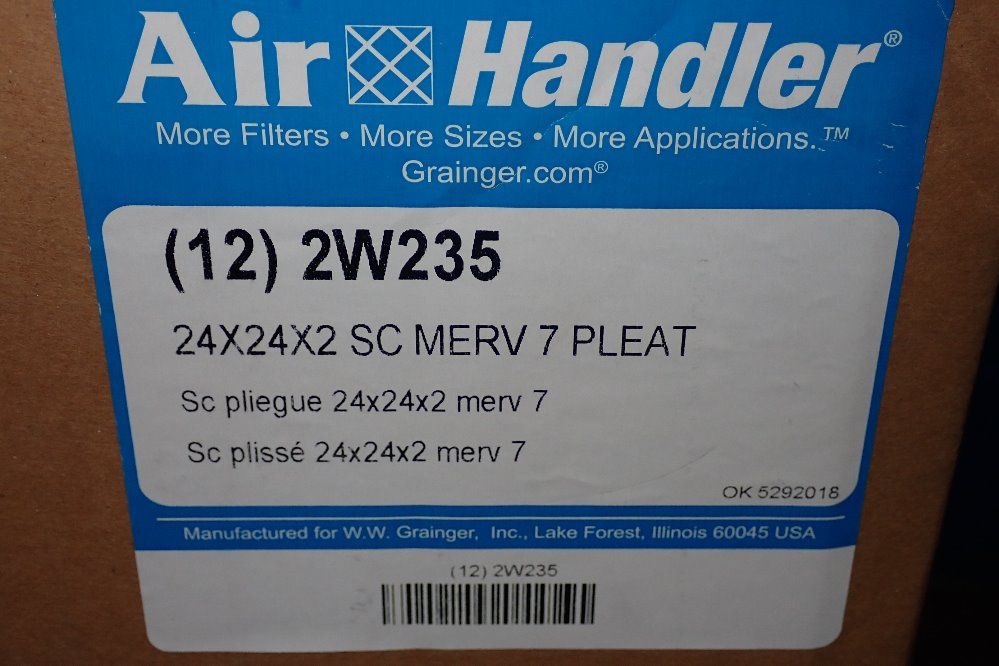 Air Handler®
More Filters • More Sizes • More Applications.™
Grainger.com®
(12) 2W235
24X24X2 SC MERV 7 PLEAT
Sc pliegue 24x24x2 merv 7
Sc plissé 24x24x2 merv 7
OK 5292018
Manufactured for W.W. Grainger, Inc., Lake Forest, Illinois 60045 USA
(12) 2W235